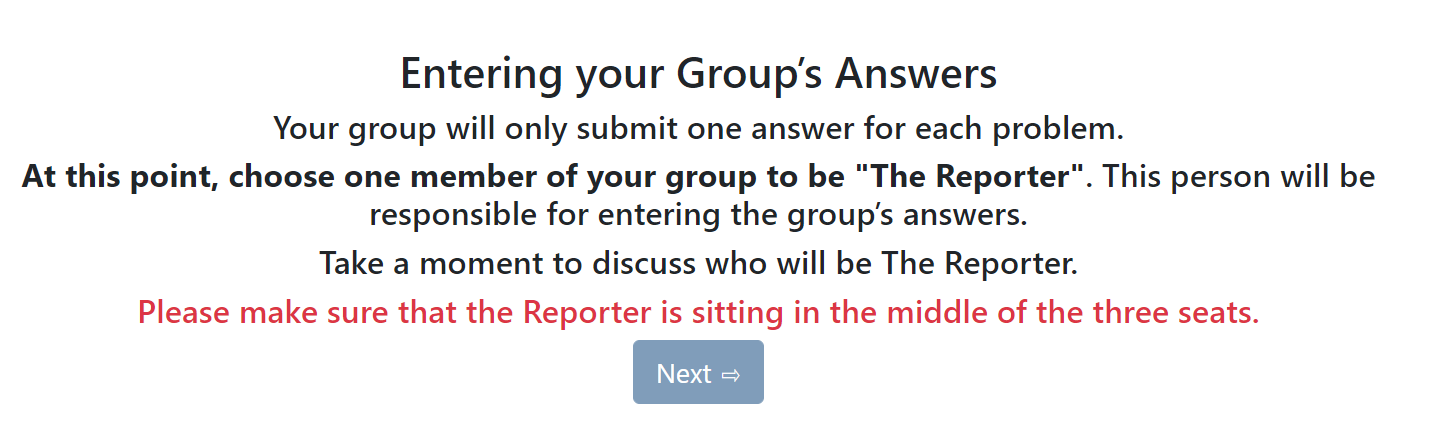 Entering your Group’s Answers
Your group will only submit one answer for each problem.
At this point, choose one member of your group to be "The Reporter". This person will be
responsible for entering the group’s answers.
Take a moment to discuss who will be The Reporter.
Please make sure that the Reporter is sitting in the middle of the three seats.
Next ⇨